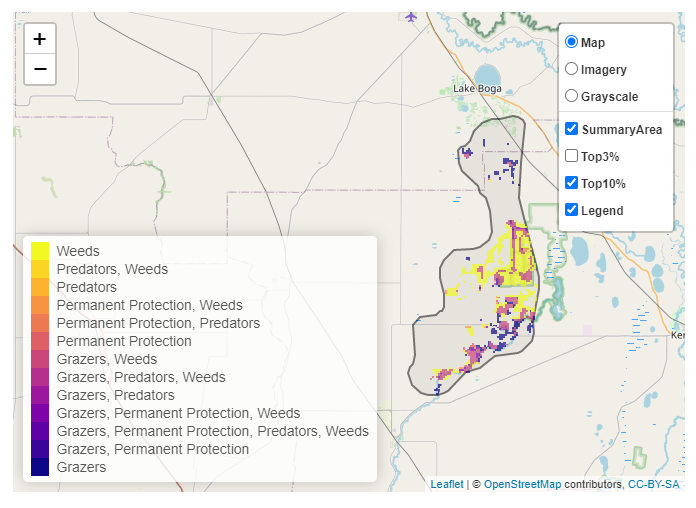 +
−
Lake Boga
Map
Imagery
Grayscale
SummaryArea
Top3%
Top10%
Legend
Weeds
Predators, Weeds
Predators
Permanent Protection, Weeds
Permanent Protection, Predators
Permanent Protection
Grazers, Weeds
Grazers, Predators, Weeds
Grazers, Predators
Grazers, Permanent Protection, Weeds
Grazers, Permanent Protection, Predators, Weeds
Grazers, Permanent Protection
Grazers
Ker
Leaflet | © OpenStreetMap contributors, CC-BY-SA